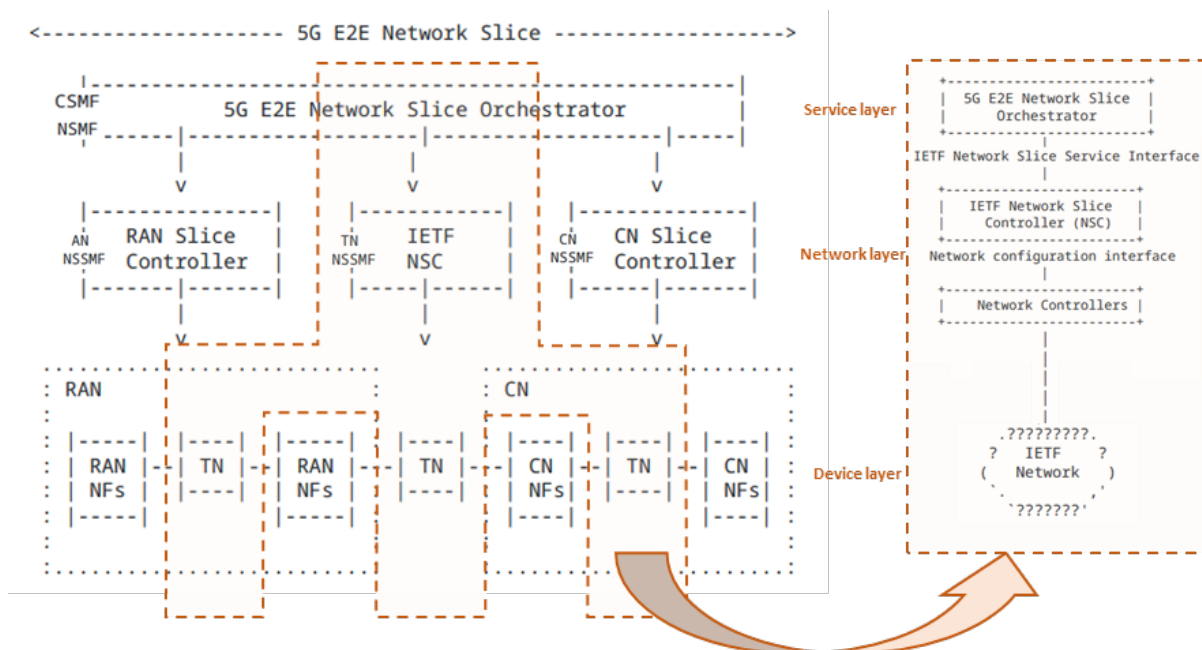 5G E2E Network Slice
CSMF
5G E2E Network Slice Orchestrator
NSMF
AN
NSSMF
RAN Slice
Controller
TN
NSSMF
IETF
NSC
CN
NSSMF
CN Slice
Controller
RAN
CN
RAN
NFs
TN
RAN
NFs
TN
CN
NFs
TN
CN
NFs
Service layer
5G E2E Network Slice
Orchestrator
IETF Network Slice Service Interface
IETF Network Slice
Controller (NSC)
Network layer
Network configuration interface
Network Controllers
Device layer
.?????????.
? IETF ?
( Network )
`. ,'
`???????'